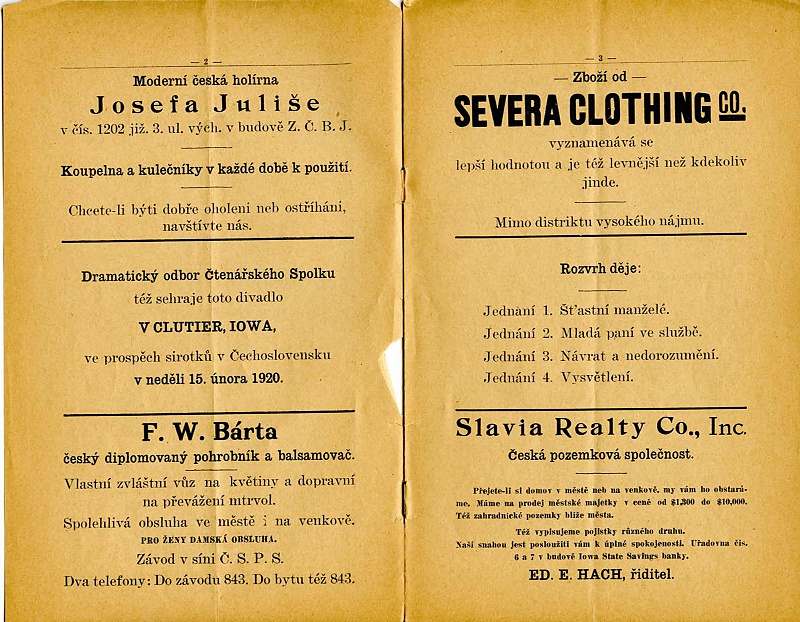 — 2 —
Moderní česká holírna
Josefa Juliše
v čís. 1202 již. 3. ul. vých. v budově Z. Č. B. J.
Koupelna a kulečníky v každé době k použití.
Chcete-li býti dobře oholeni neb ostříháni,
navštivte nás.
Dramatický odbor Čtenářského Spolku
též sehraje toto divadlo
V CLUTIER, IOWA,
ve prospěch sirotků v Čechoslovensku
v neděli 15. února 1920.
F. W. Bárta
český diplomovaný pohrobník a balsamovač.
Vlastní zvláštní vůz na květiny a dopravní
na převážení mrtvol.
Spolehlivá obsluha ve městě i na venkově.
PRO ŽENY DÁMSKÁ OBSLUHA.
Závod v síni Č. S. P. S.
Dva telefony: Do závodu 843. Do bytu též 843.
— 3 —
— Zboží od —
SEVERA CLOTHING CO.
vyznamenává se
lepší hodnotou a je též levnější než kdekoliv
jinde.
Mimo distriktu vysokého nájmu.
Rozvrh děje:
Jednání 1. Šťastní manželé.
Jednání 2. Mladá paní ve službě.
Jednání 3. Návrat a nedorozumění.
Jednání 4. Vysvětlení.
Slavia Realty Co., Inc.
Česká pozemková společnost.
Přejete-li si domov v městě neb na venkově, my vám ho obstará-
me. Máme na prodej městské majetky v ceně od $1,300 do $10,000.
Též zahradnické pozemky blíže města.
Též vypisujeme pojistky různého druhu.
Naší snahou jest posloužiti vám k úplné spokojenosti. Úřadovna čís.
6 a 7 v budově Iowa State Savings banky.
ED. E. HACH, řiditel.